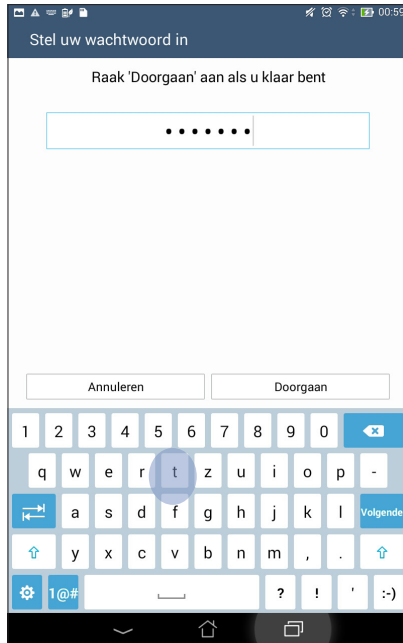 00:59
Stel uw wachtwoord in
Raak 'Doorgaan' aan als u klaar bent
•••••••
Annuleren Doorgaan
1 2 3 4 5 6 7 8 9 0
q w e r t z u i o p -
a s d f g h j k l Volgende
y x c v b n m , .
1@# ? ! ' :-)